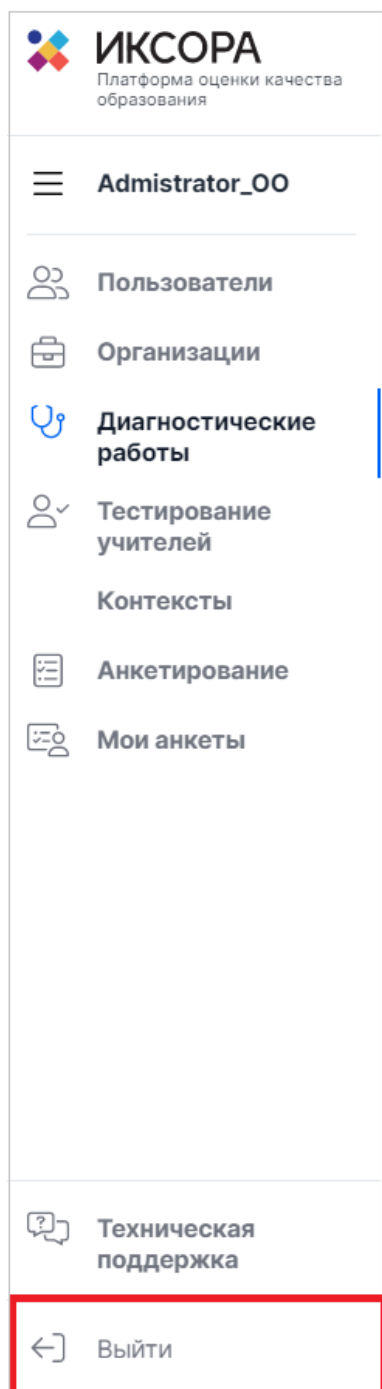 ИКСОРА
Платформа оценки качества
образования
Admistrator_OO
Пользователи
Организации
Диагностические
работы
Тестирование
учителей
Контексты
Анкетирование
Мои анкеты
Техническая
поддержка
Выйти